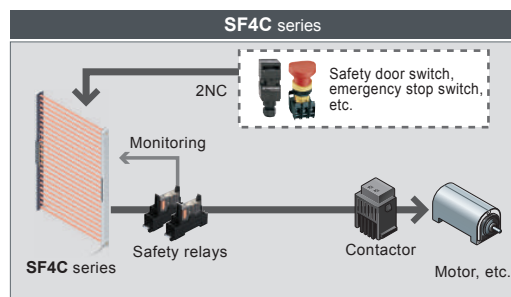 SF4C series
Safety door switch,
emergency stop switch,
etc.
2NC
Monitoring
Safety relays
SF4C series
Contactor
Motor, etc.